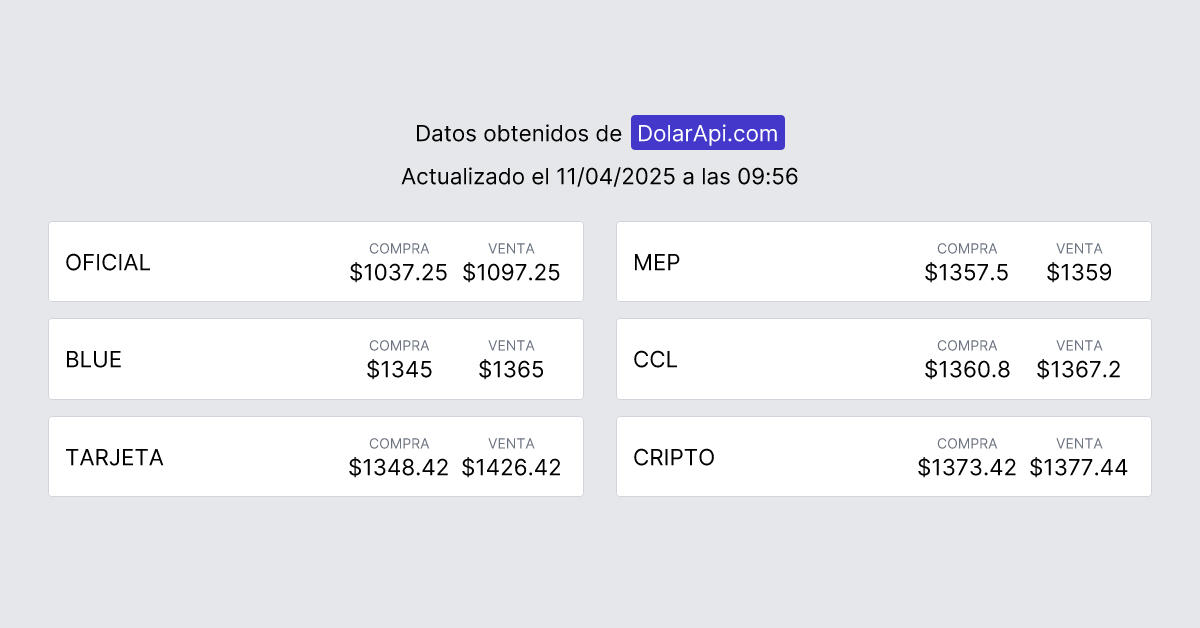 Datos obtenidos de DolarApi.com
Actualizado el 11/04/2025 a las 09:56
OFICIAL
COMPRA VENTA
$1037.25 $1097.25
MEP
COMPRA VENTA
$1357.5 $1359
BLUE
COMPRA VENTA
$1345 $1365
CCL
COMPRA VENTA
$1360.8 $1367.2
TARJETA
COMPRA VENTA
$1348.42 $1426.42
CRIPTO
COMPRA VENTA
$1373.42 $1377.44